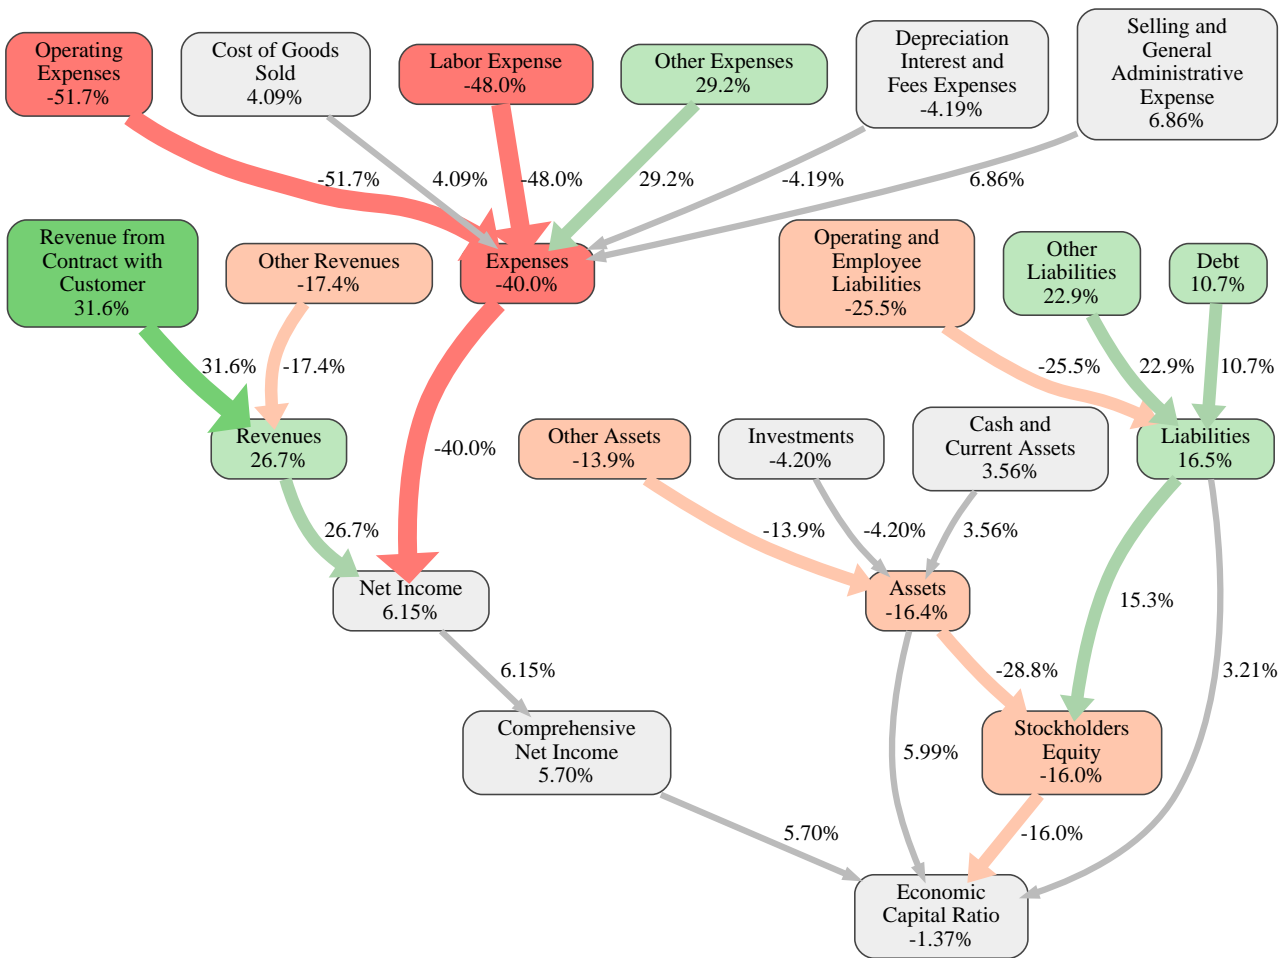 Operating
Expenses
-51.7%
Cost of Goods
Sold
4.09%
Labor Expense
-48.0%
Other Expenses
29.2%
Depreciation
Interest and
Fees Expenses
-4.19%
Selling and
General
Administrative
Expense
6.86%
-51.7%
4.09%
-48.0%
29.2%
-4.19%
6.86%
Revenue from
Contract with
Customer
31.6%
Other Revenues
-17.4%
Expenses
-40.0%
Operating and
Employee
Liabilities
-25.5%
Other
Liabilities
22.9%
Debt
10.7%
31.6%
-17.4%
-40.0%
-25.5%
22.9%
10.7%
Revenues
26.7%
Other Assets
-13.9%
Investments
-4.20%
Cash and
Current Assets
3.56%
Liabilities
16.5%
26.7%
-13.9%
-4.20%
3.56%
15.3%
3.21%
Net Income
6.15%
Assets
-16.4%
6.15%
-28.8%
5.99%
Comprehensive
Net Income
5.70%
Stockholders
Equity
-16.0%
5.70%
-16.0%
Economic
Capital Ratio
-1.37%